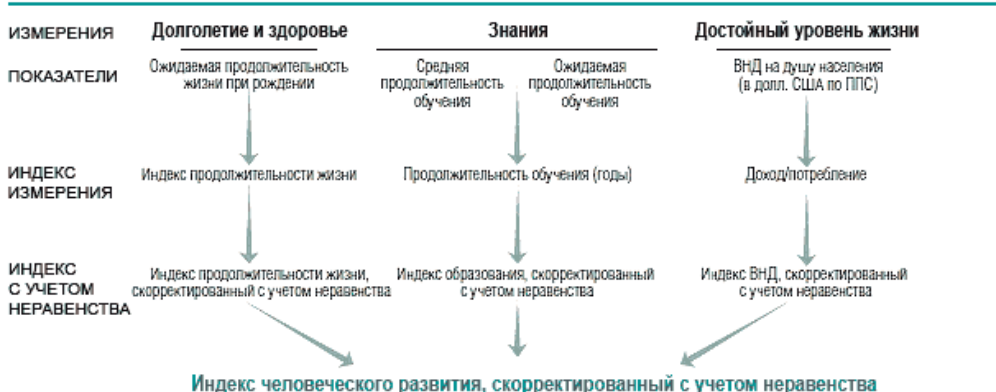 ИЗМЕРЕНИЯ Долголетие и здоровье Знания Достойный уровень жизни
ПОКАЗАТЕЛИ
Ожидаемая продолжительность
жизни при рождении
Средняя
продолжительность
обучения
Ожидаемая
продолжительность
обучения
ВНД на душу населения
(в долл. США по ППС)
ИНДЕКС
ИЗМЕРЕНИЯ
Индекс продолжительности жизни
Продолжительность обучения (годы)
Доход/потребление
ИНДЕКС
С УЧЕТОМ
НЕРАВЕНСТВА
Индекс продолжительности жизни,
скорректированный с учетом неравенства
Индекс образования, скорректированный
с учетом неравенства
Индекс ВНД, скорректированный
с учетом неравенства
Индекс человеческого развития, скорректированный с учетом неравенства